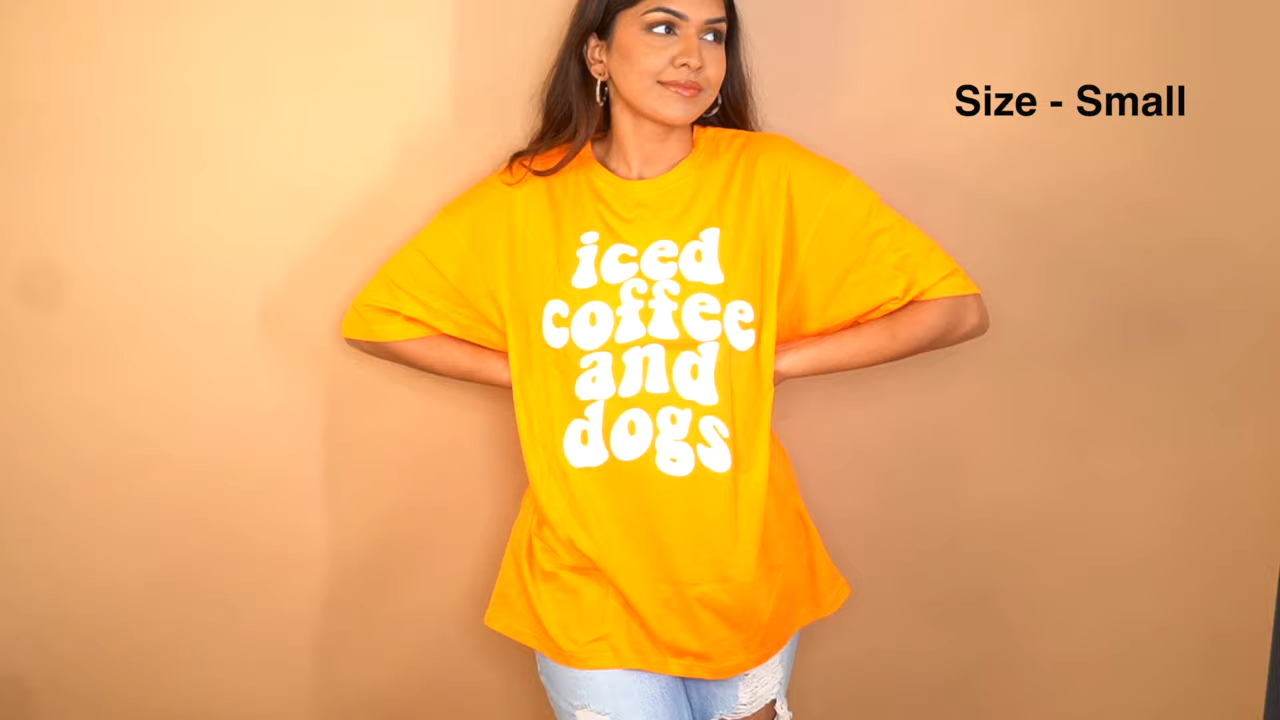 Size - Small
iced
coffee
and
dogs